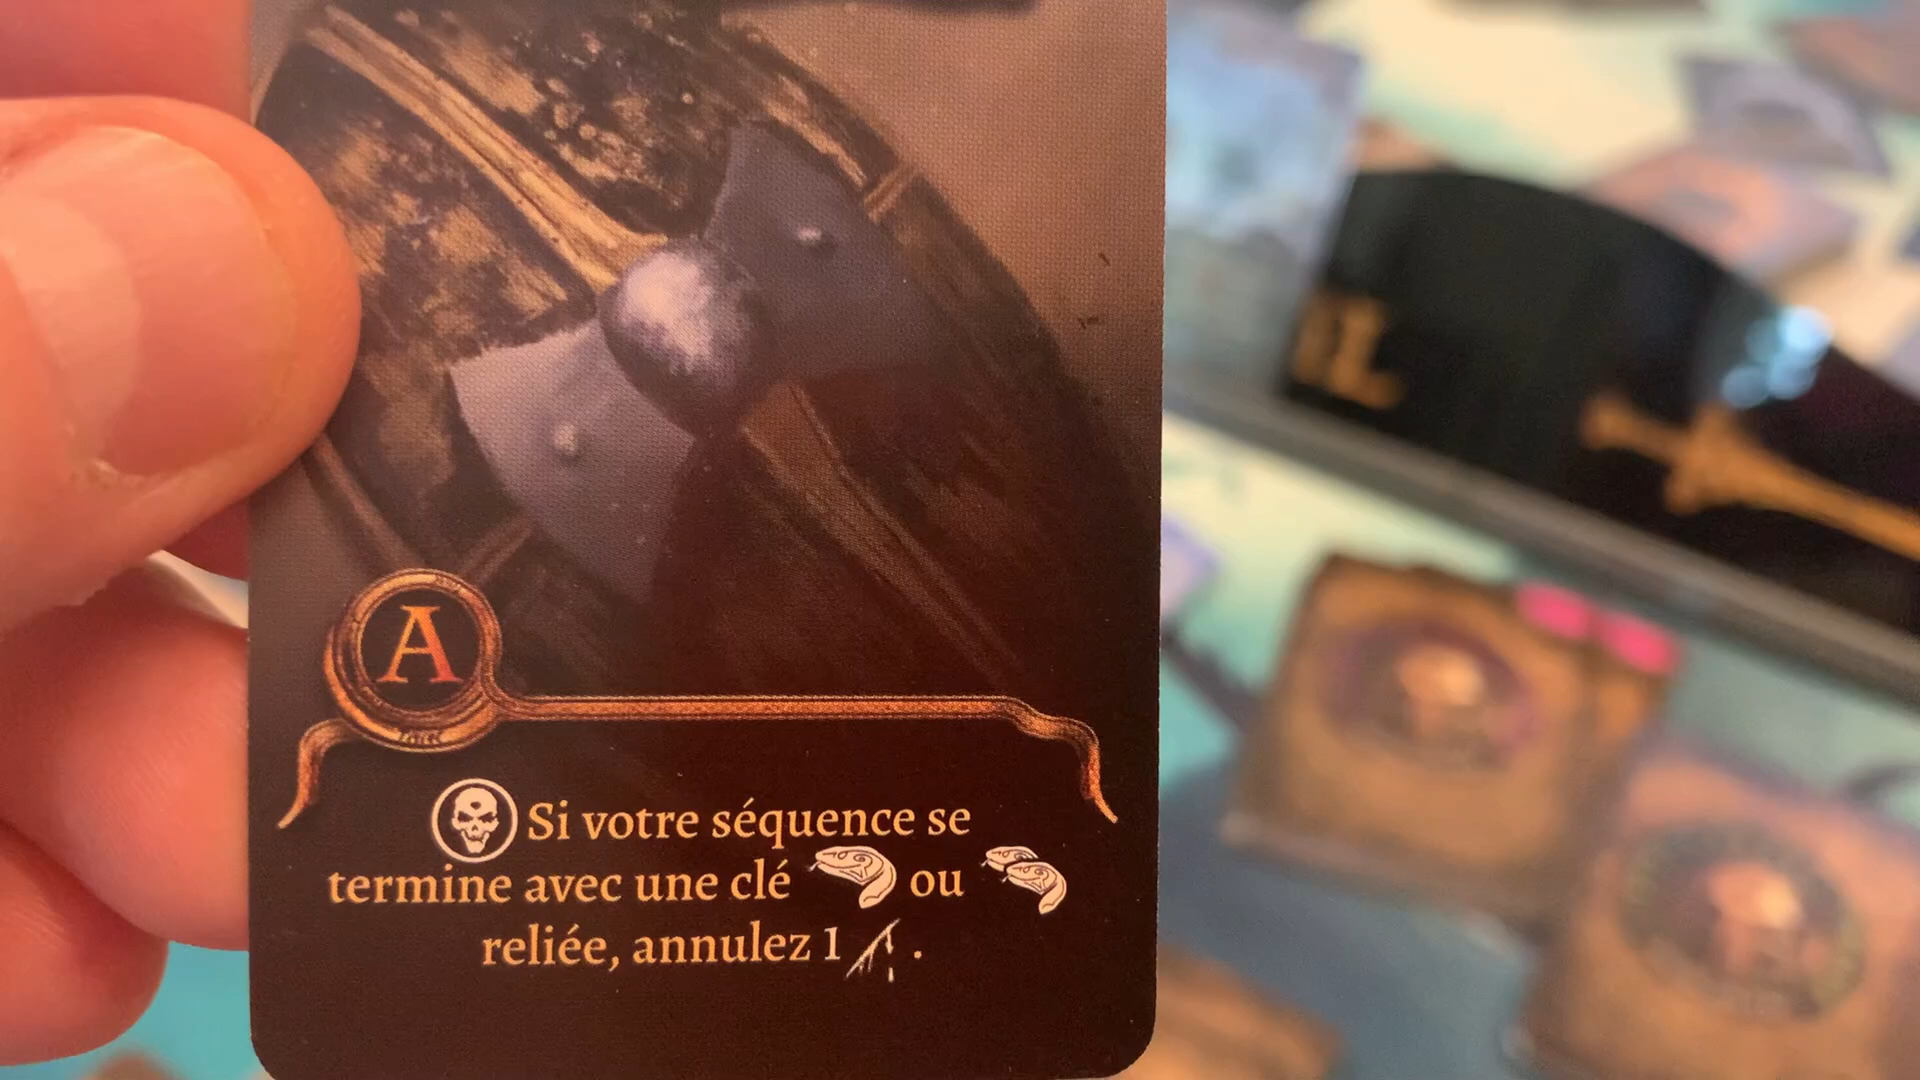 A
Si votre séquence se
termine avec une clé ou
reliée, annulez 1 .